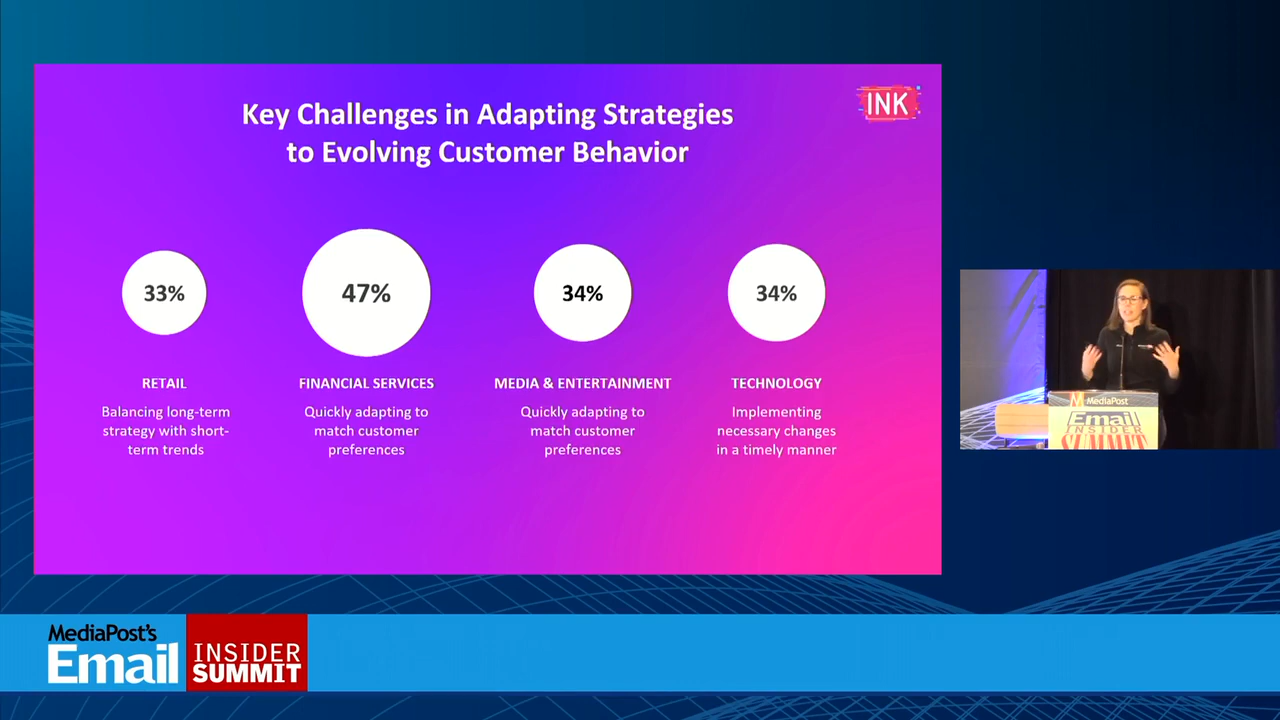 Key Challenges in Adapting Strategies
to Evolving Customer Behavior
INK
33%
47%
34%
34%
RETAIL
Balancing long-term
strategy with short-
term trends
FINANCIAL SERVICES
Quickly adapting to
match customer
preferences
MEDIA & ENTERTAINMENT
Quickly adapting to
match customer
preferences
TECHNOLOGY
Implementing
necessary changes
in a timely manner
MediaPost
Email
INSIDER
SUMMIT
MediaPost's
Email
INSIDER
SUMMIT